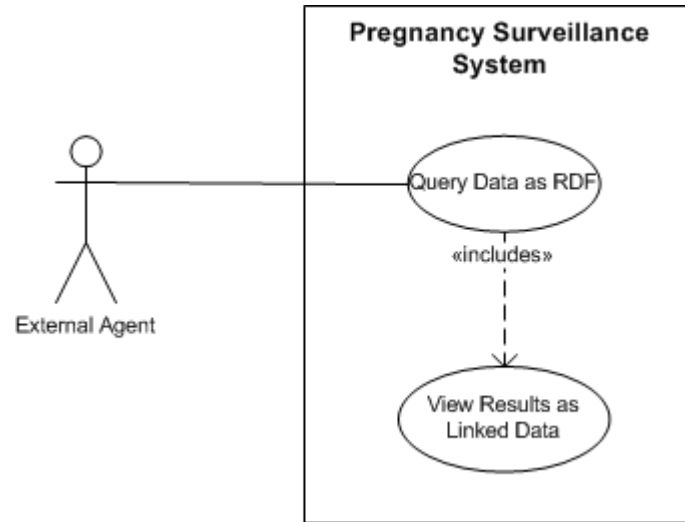 Pregnancy Surveillance
System
Query Data as RDF
«includes»
External Agent
View Results as
Linked Data